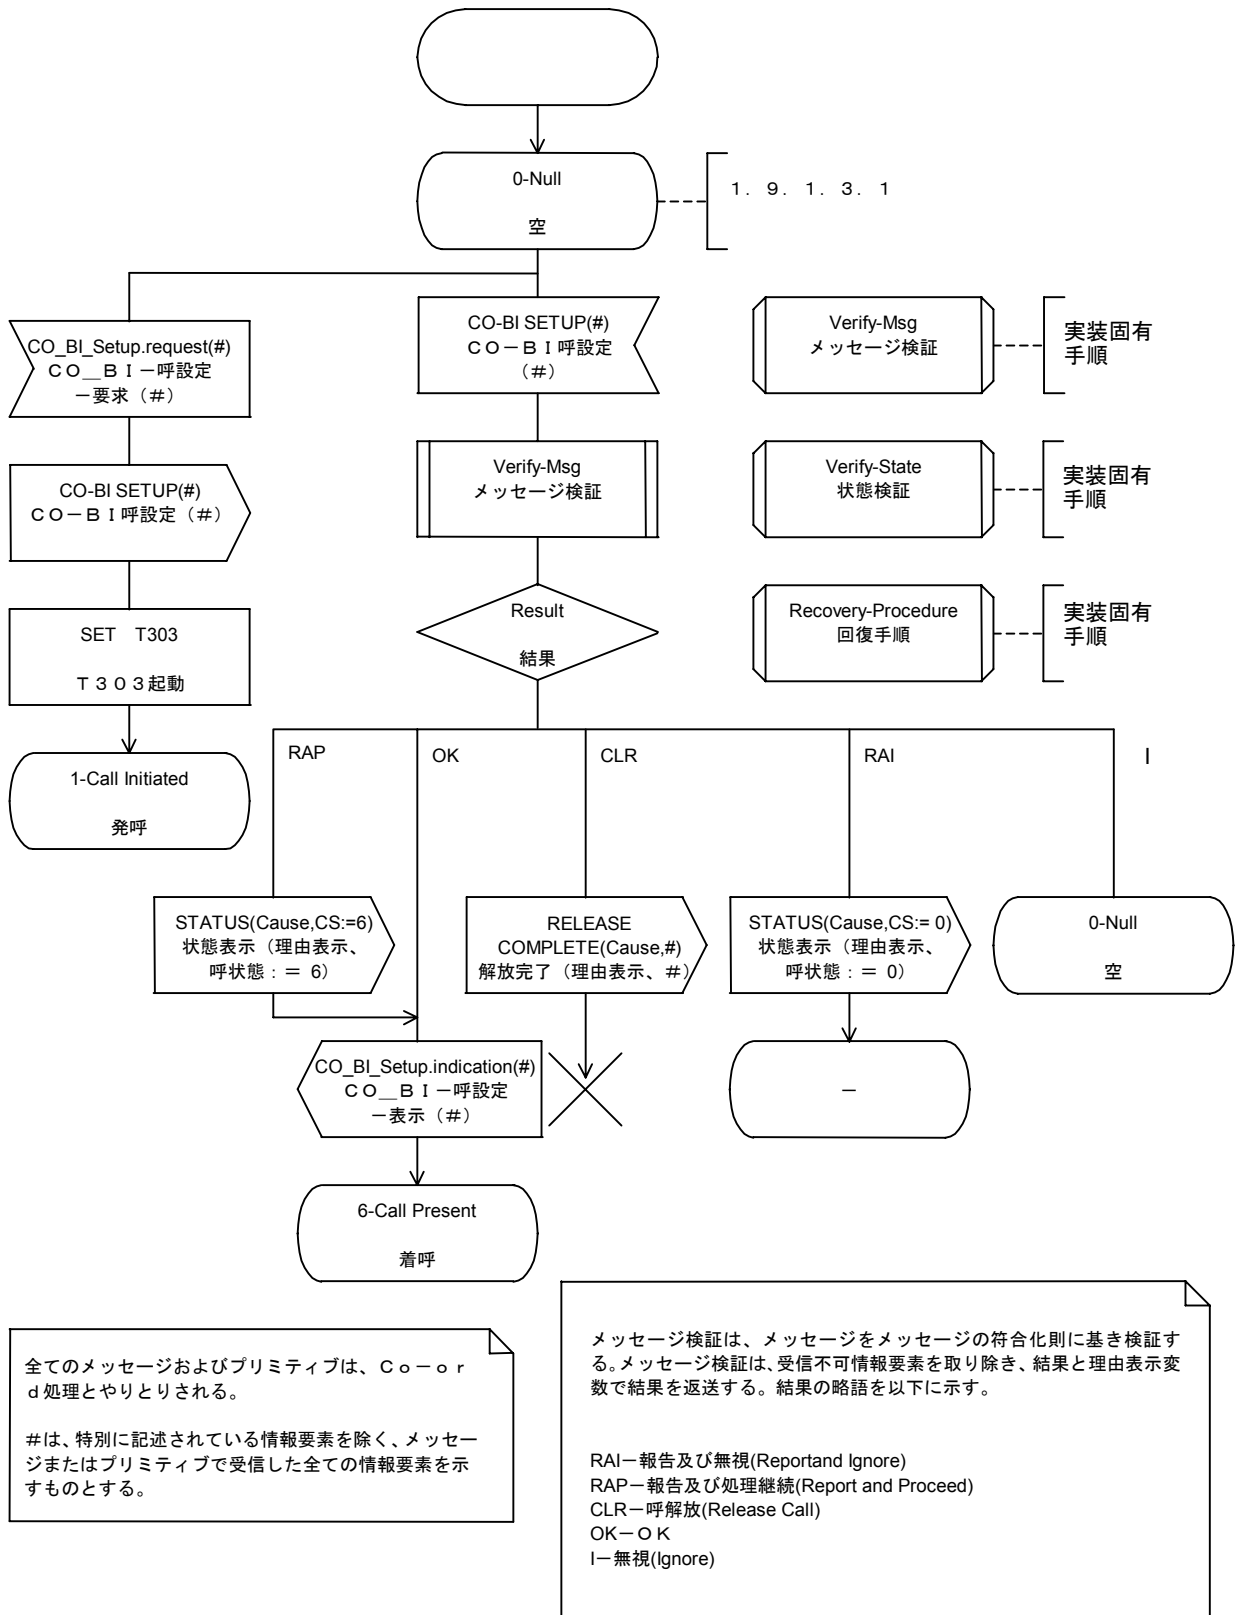 0-Null
空
1．9．1．3．1
CO_BI_Setup.request(#)
ＣＯ＿ＢＩ－呼設定
－要求（＃）
CO-BI SETUP(#)
ＣＯ－ＢＩ呼設定
（＃）
Verify-Msg
メッセージ検証
実装固有
手順
CO-BI SETUP(#)
ＣＯ－ＢＩ呼設定（＃）
Verify-Msg
メッセージ検証
Verify-State
状態検証
実装固有
手順
SET　T303
Ｔ３０３起動
Result
結果
Recovery-Procedure
回復手順
実装固有
手順
1-Call Initiated
発呼
RAP
OK
CLR
RAI
I
STATUS(Cause,CS:=6)
状態表示（理由表示、
呼状態：＝ 6）
RELEASE
COMPLETE(Cause,#)
解放完了（理由表示、＃）
STATUS(Cause,CS:= 0)
状態表示（理由表示、
呼状態：＝ 0）
0-Null
空
CO_BI_Setup.indication(#)
ＣＯ＿ＢＩ－呼設定
－表示（＃）
－
6-Call Present
着呼
全てのメッセージおよびプリミティブは、Ｃｏ－ｏｒ
ｄ処理とやりとりされる。
＃は、特別に記述されている情報要素を除く、メッセー
ジまたはプリミティブで受信した全ての情報要素を示
すものとする。
メッセージ検証は、メッセージをメッセージの符合化則に基き検証す
る。メッセージ検証は、受信不可情報要素を取り除き、結果と理由表示変
数で結果を返送する。結果の略語を以下に示す。
RAI－報告及び無視(Reportand Ignore)
RAP－報告及び処理継続(Report and Proceed)
CLR－呼解放(Release Call)
OK－ＯＫ
I－無視(Ignore)